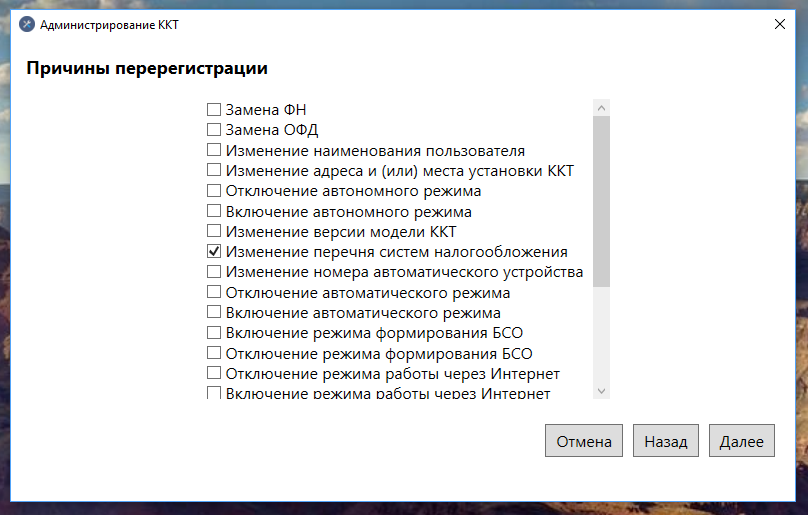 Администрирование ККТ
Причины перерегистрации
Замена ФН
Замена ОФД
Изменение наименования пользователя
Изменение адреса и (или) места установки ККТ
Отключение автономного режима
Включение автономного режима
Изменение версии модели ККТ
Изменение перечня систем налогообложения
Изменение номера автоматического устройства
Отключение автоматического режима
Включение автоматического режима
Включение режима формирования БСО
Отключение режима формирования БСО
Отключение режима работы через Интернет
Включение режима работы через Интернет
Отмена Назад Далее